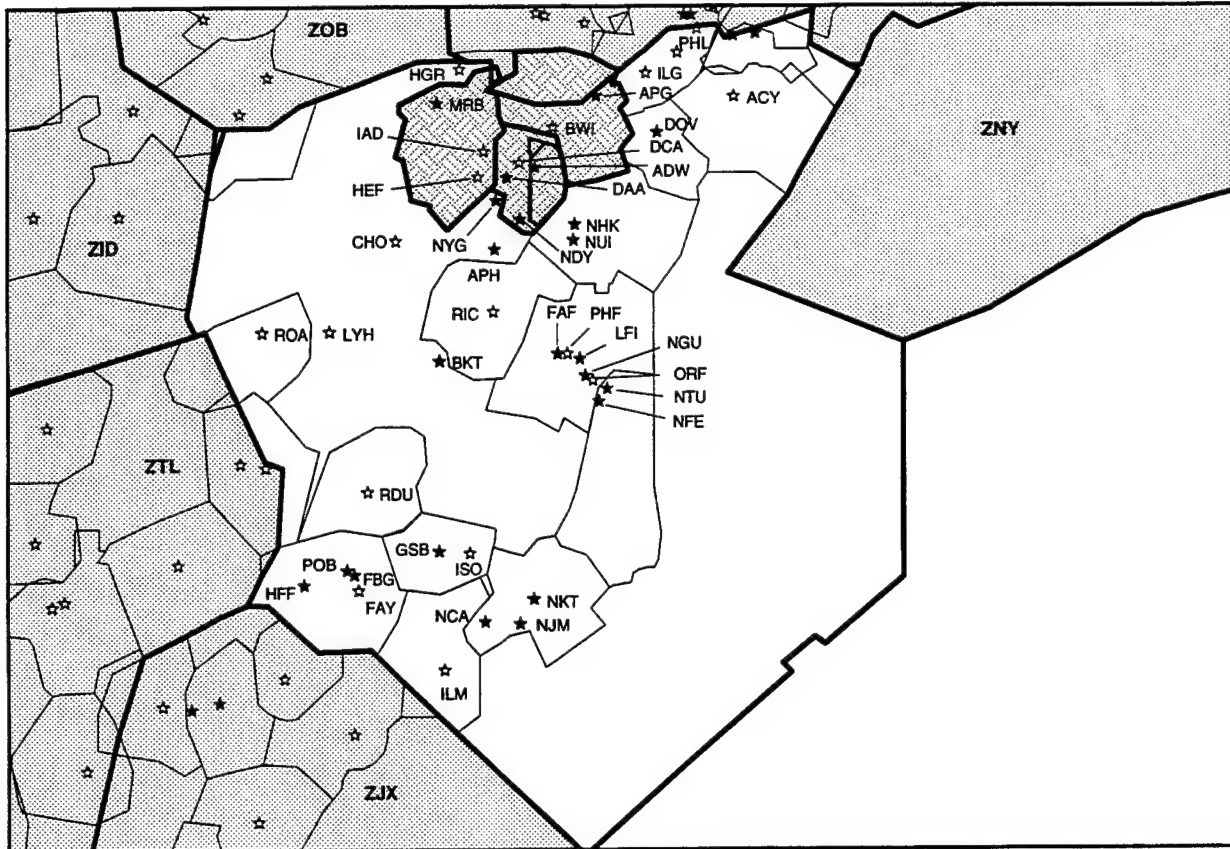 ZOB
PHL
HGR
ILG
MRB
APG
ACY
IAD
BWI
DOV
ZNY
DCA
ADW
HEF
DAA
ZID
CHO
NYG
NHK
NUI
NDY
APH
RIC
FAF
PHF
LFI
ROA
LYH
NGU
BKT
ORF
NTU
NFE
ZTL
RDU
GSB
ISO
POB
FBG
HFF
FAY
NKT
NCA
NJM
ILM
ZJX